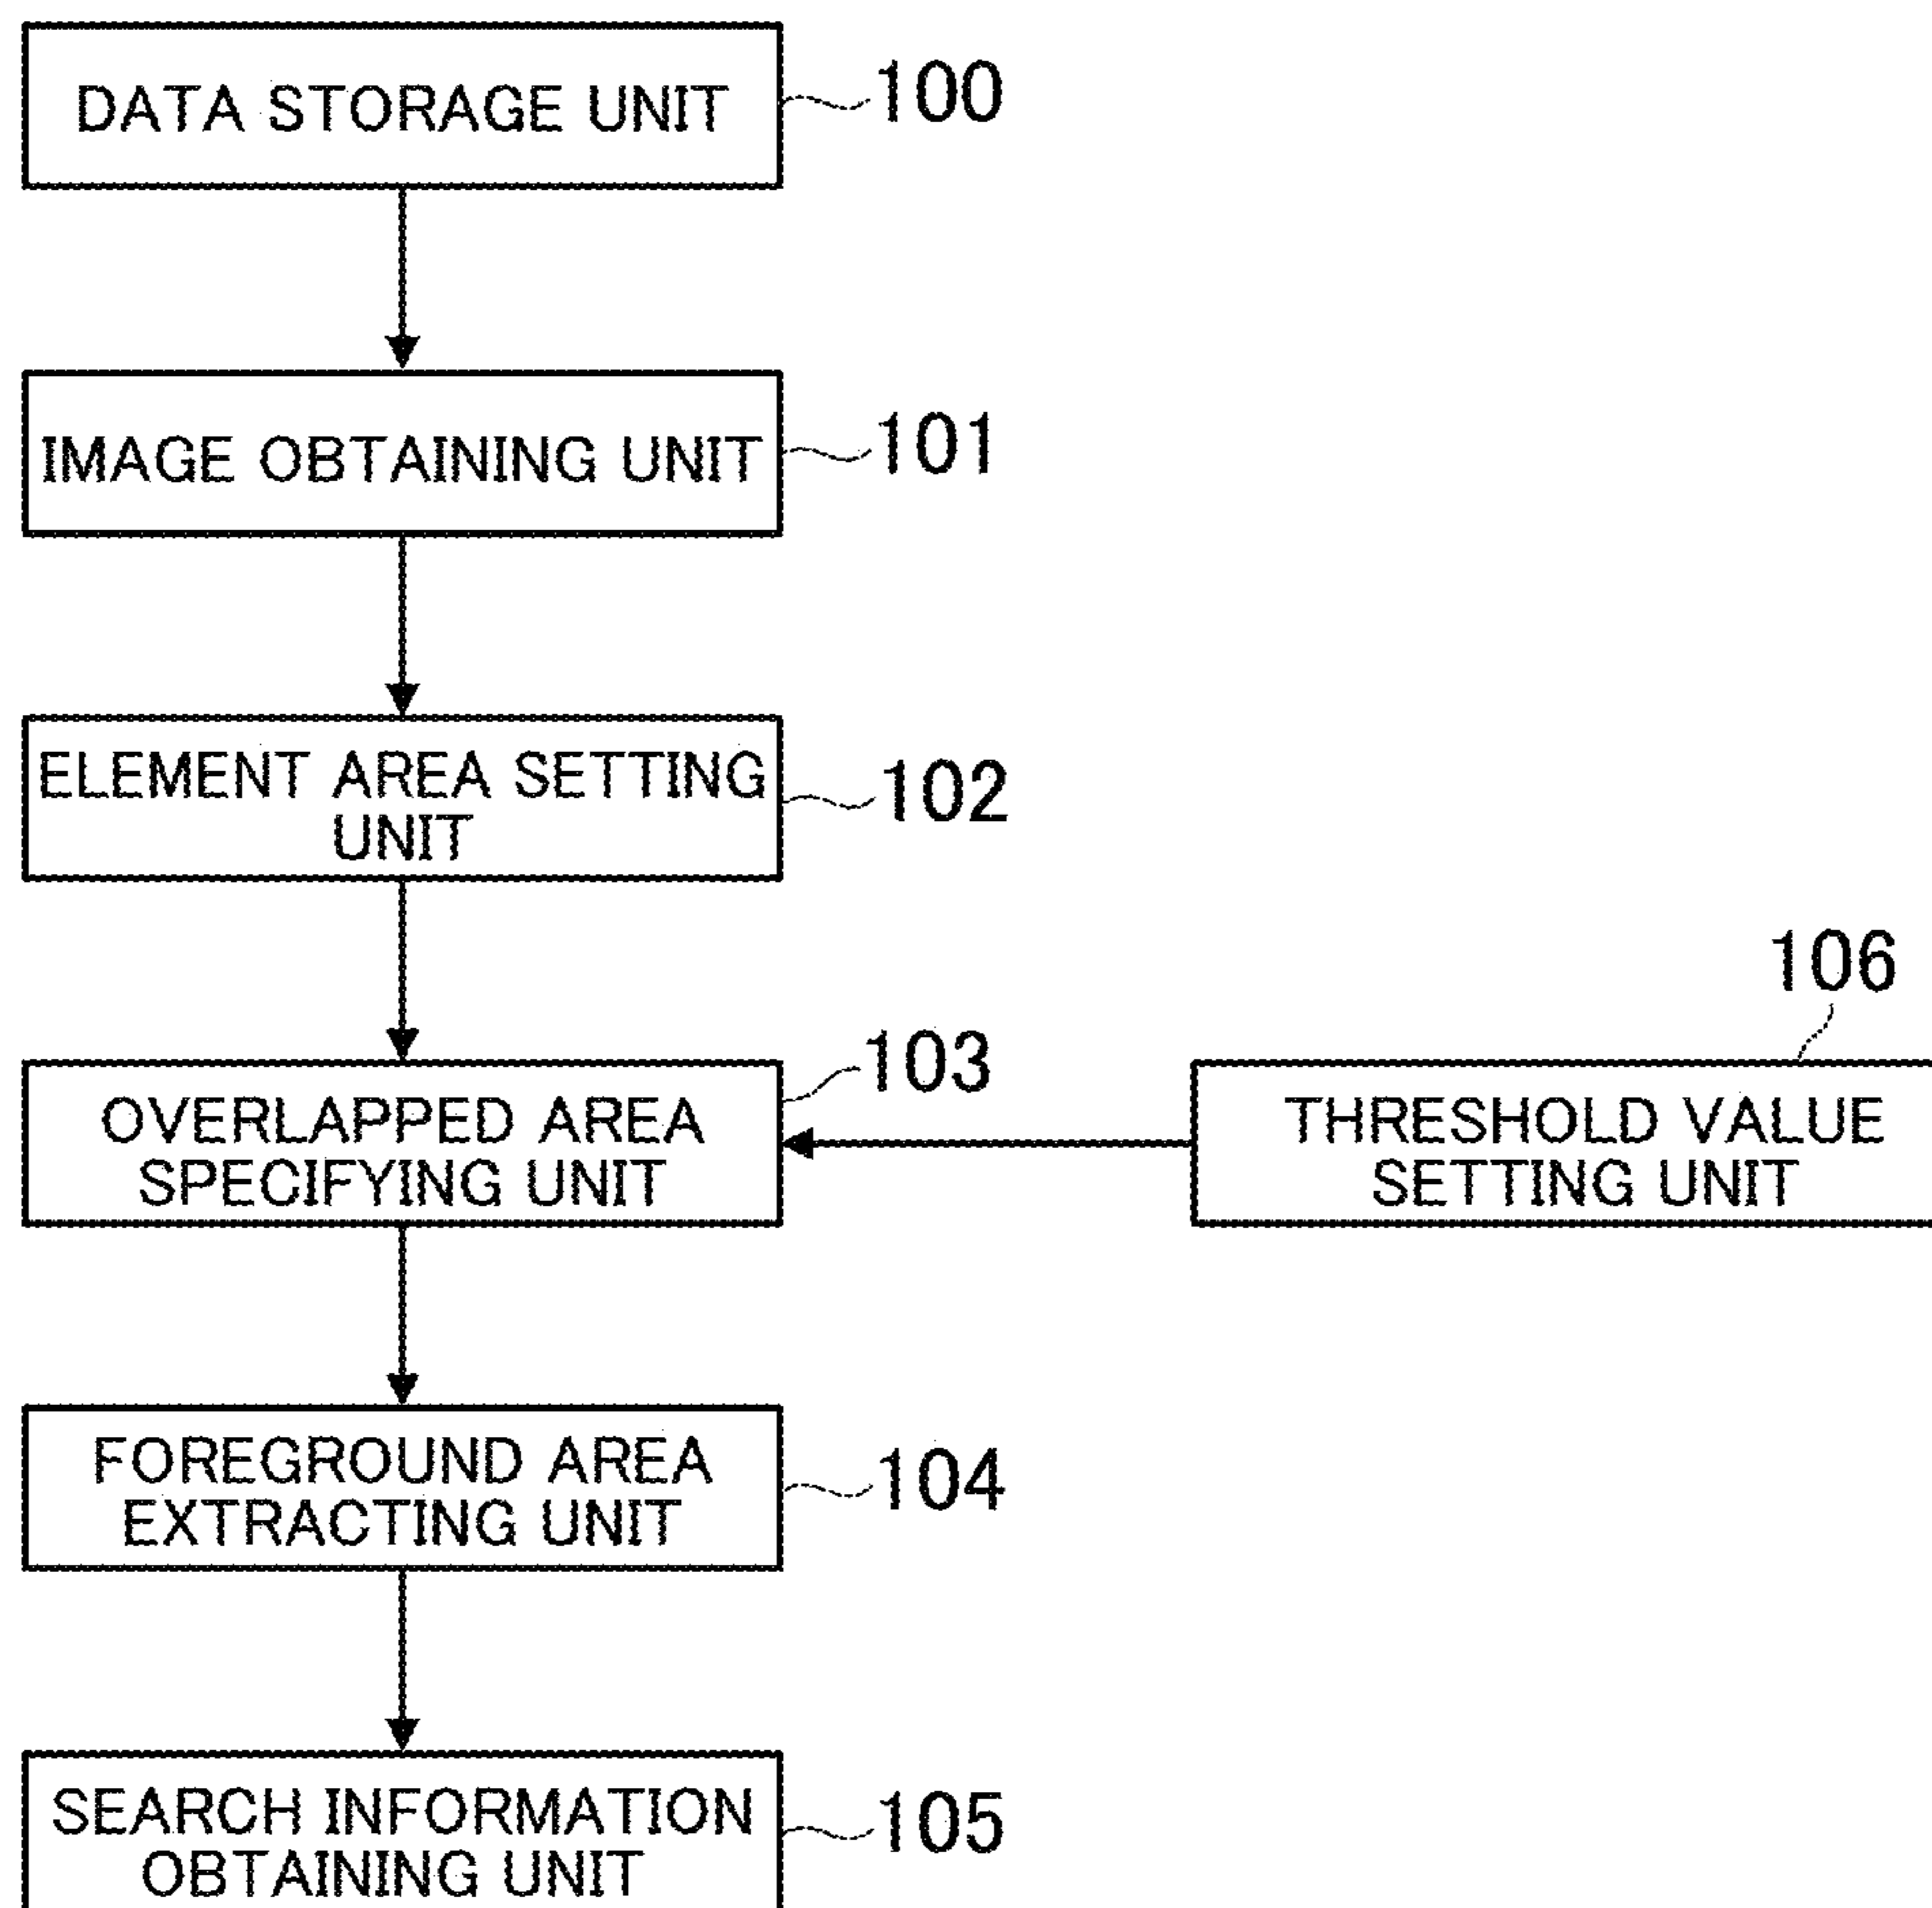 DATA STORAGE UNIT
100
IMAGE OBTAINING UNIT
101
ELEMENT AREA SETTING
UNIT
102
106
103
OVERLAPPED AREA
SPECIFYING UNIT
THRESHOLD VALUE
SETTING UNIT
FOREGROUND AREA
EXTRACTING UNIT
104
SEARCH INFORMATION
OBTAINING UNIT
105